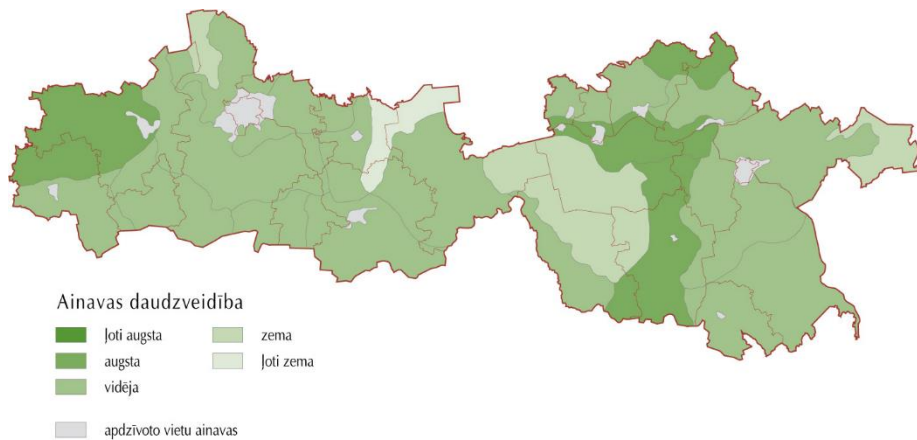 Ainavas daudzveidība
ļoti augsta
augsta
vidēja
zema
ļoti zema
apdzīvoto vietu ainavas